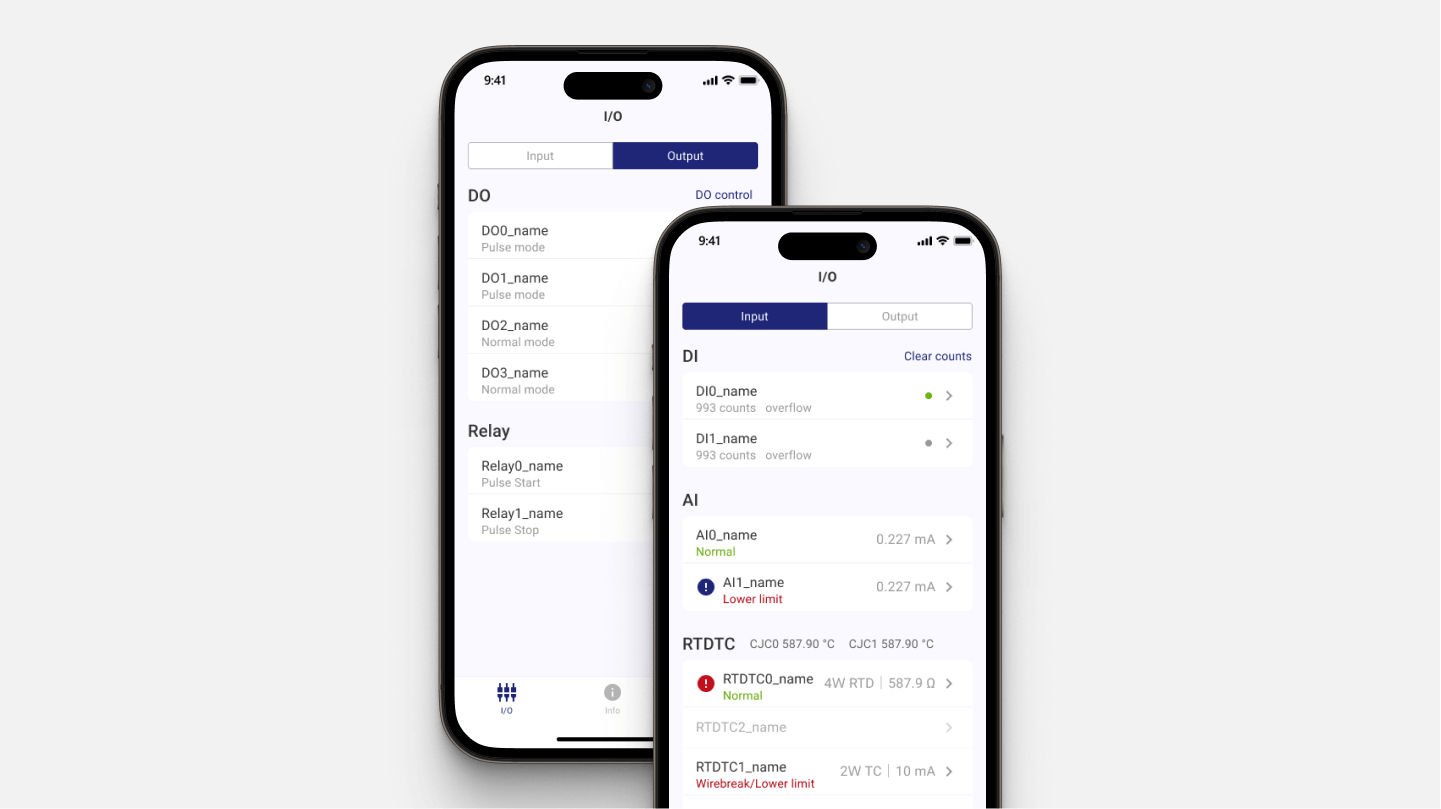 9:41
I/O
Input Output
DO DO control
DO0_name
Pulse mode
DO1_name
Pulse mode
DO2_name
Normal mode
DO3_name
Normal mode
Relay
Relay0_name
Pulse Start
Relay1_name
Pulse Stop
I/O Info
9:41
I/O
Input Output
DI Clear counts
DI0_name
993 counts overflow
DI1_name
993 counts overflow
AI
AI0_name 0.227 mA
Normal
AI1_name 0.227 mA
Lower limit
RTDTC CJC0 587.90 °C CJC1 587.90 °C
RTDTC0_name 4W RTD | 587.9 Ω
Normal
RTDTC2_name
RTDTC1_name 2W TC | 10 mA
Wirebreak/Lower limit